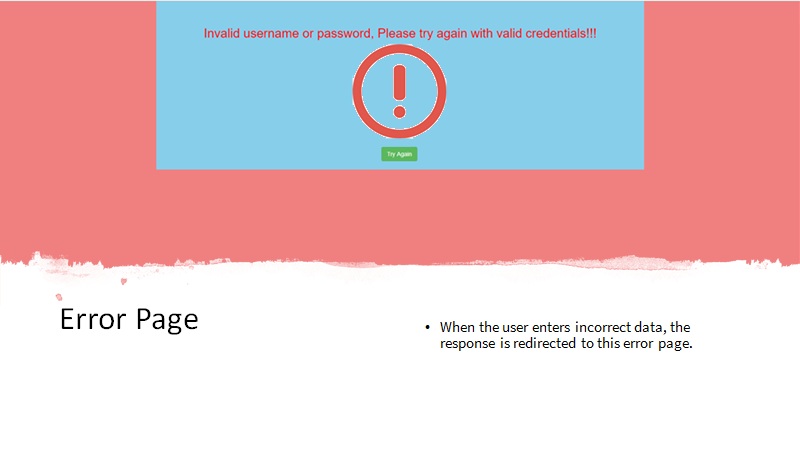 Invalid username or password, Please try again with valid credentials!!!
Try Again
Error Page
• When the user enters incorrect data, the
response is redirected to this error page.